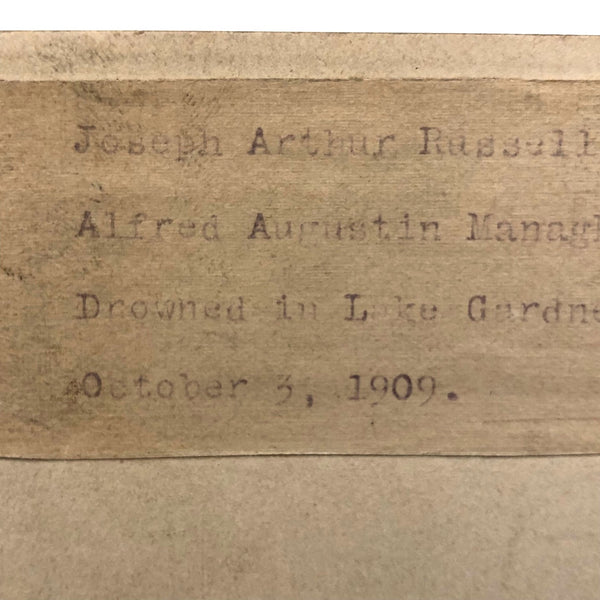 Joseph Arthur Russell
Alfred Augustin Managh
Drowned in Lake Gardne
October 3, 1909.